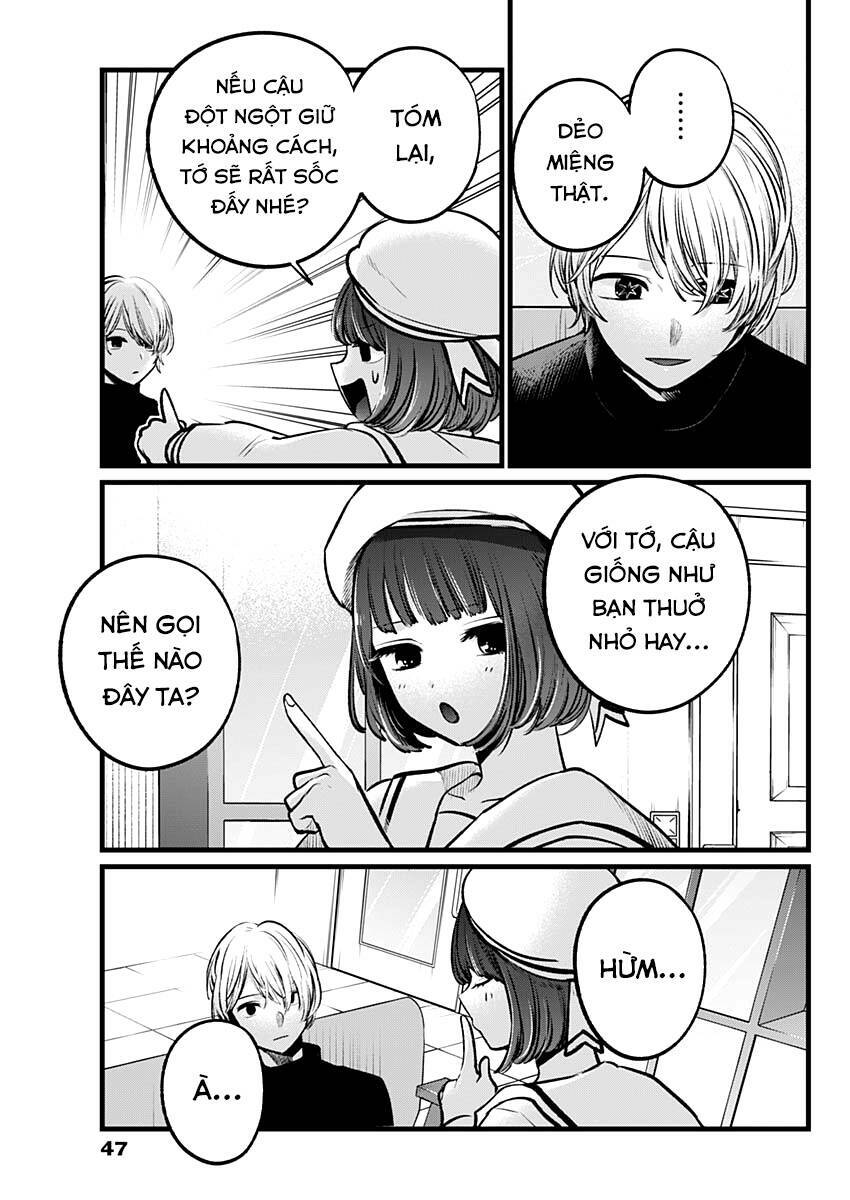 ……
DẺO
MIỆNG
THẬT.
TÓM
LẠI,
NẾU CẬU
ĐỘT NGỘT GIỮ
KHOẢNG CÁCH,
TỚ SẼ RẤT SỐC
ĐẤY NHÉ?
VỚI TỚ, CẬU
GIỐNG NHƯ
BẠN THUỞ
NHỎ HAY...
NÊN GỌI
THẾ NÀO
ĐÂY TA?
HỪM...
À...
47